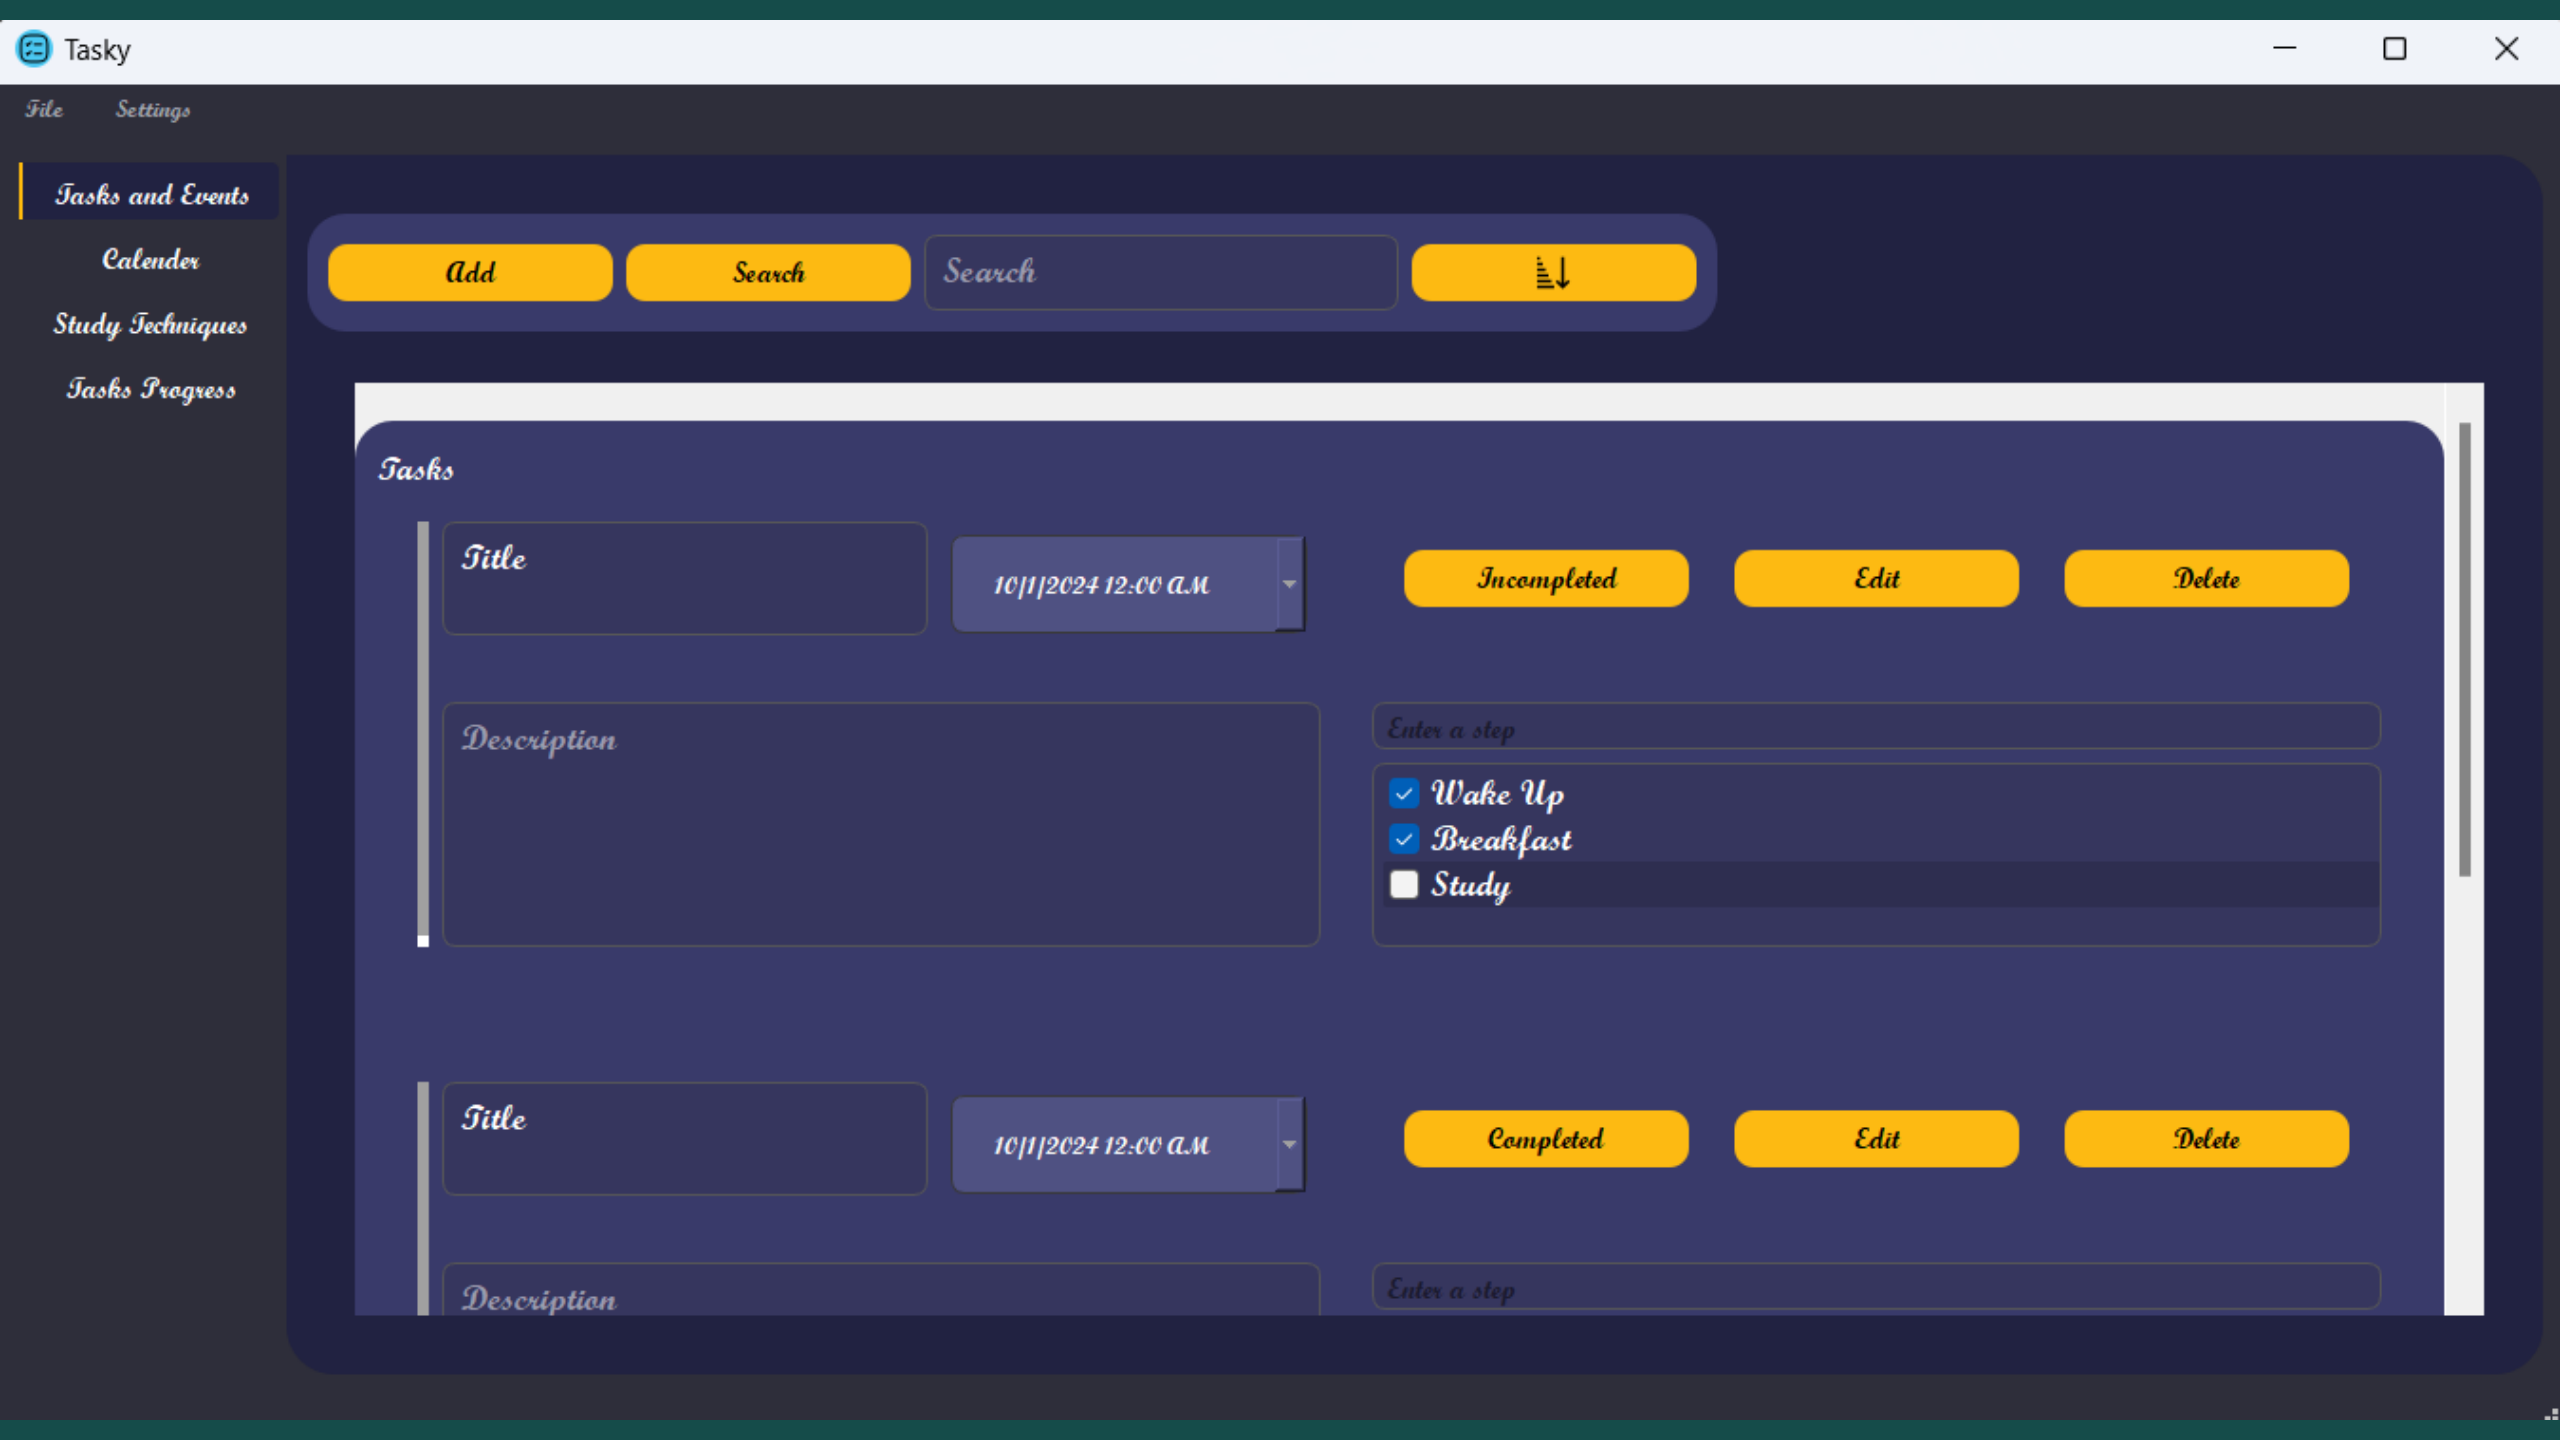 Tasky
File Settings
Tasks and Events
Calender
Study Techniques
Tasks Progress
Add Search Search
Tasks
Title 10/1/2024 12:00 AM Incompleted Edit Delete
Description
Enter a step
Wake Up
Breakfast
Study
Title 10/1/2024 12:00 AM Completed Edit Delete
Description
Enter a step